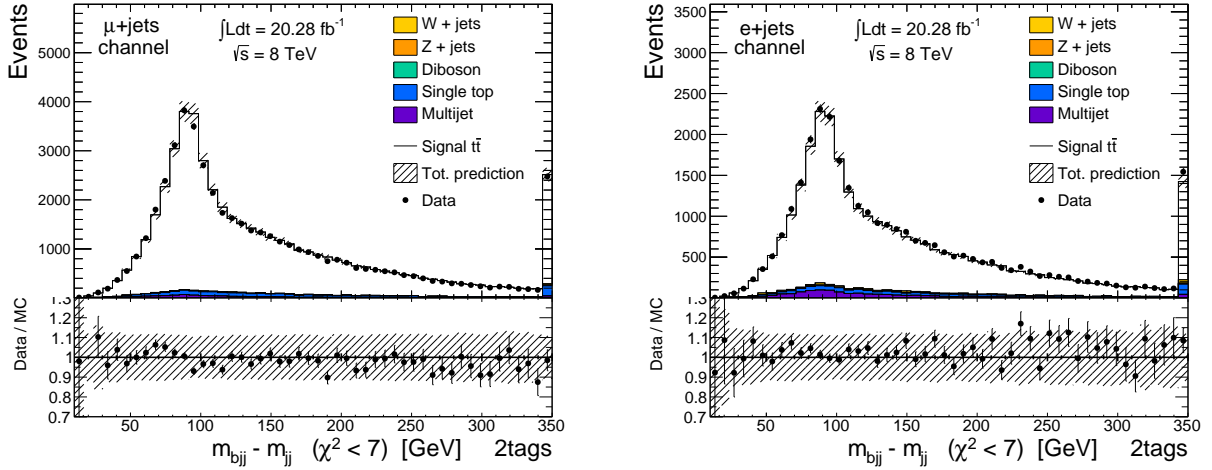 Events
5000
4000
3000
2000
1000
μ+jets
channel
∫Ldt = 20.28 fb⁻¹
√s = 8 TeV
W + jets
Z + jets
Diboson
Single top
Multijet
Signal tt̄
Tot. prediction
Data
Data / MC
1.3
1.2
1.1
1
0.9
0.8
0.7
50 100 150 200 250 300 350
m_bjj - m_jj (χ² < 7) [GeV] 2tags
Events
3500
3000
2500
2000
1500
1000
500
e+jets
channel
∫Ldt = 20.28 fb⁻¹
√s = 8 TeV
W + jets
Z + jets
Diboson
Single top
Multijet
Signal tt̄
Tot. prediction
Data
Data / MC
1.3
1.2
1.1
1
0.9
0.8
0.7
50 100 150 200 250 300 350
m_bjj - m_jj (χ² < 7) [GeV] 2tags